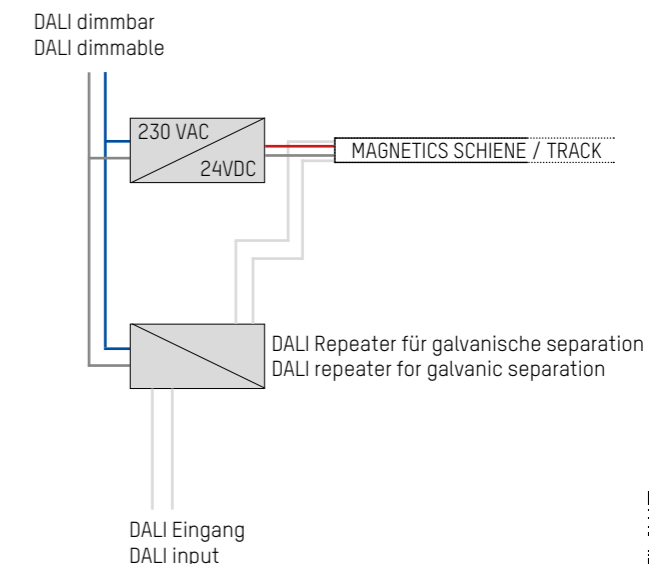 DALI dimmbar
DALI dimmable
230 VAC
24VDC
MAGNETICS SCHIENE / TRACK
DALI Repeater für galvanische separation
DALI repeater for galvanic separation
DALI Eingang
DALI input